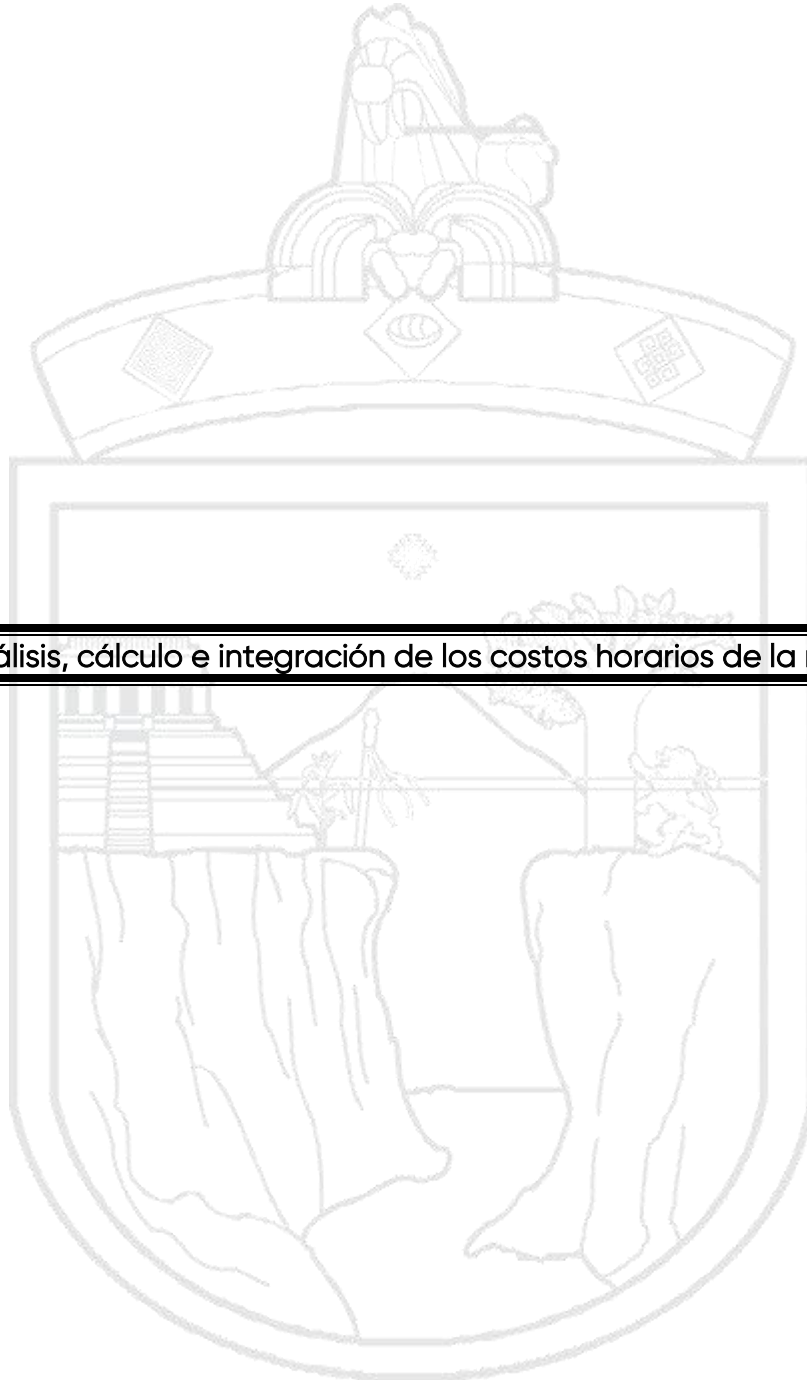 álisis, cálculo e integración de los costos horarios de la